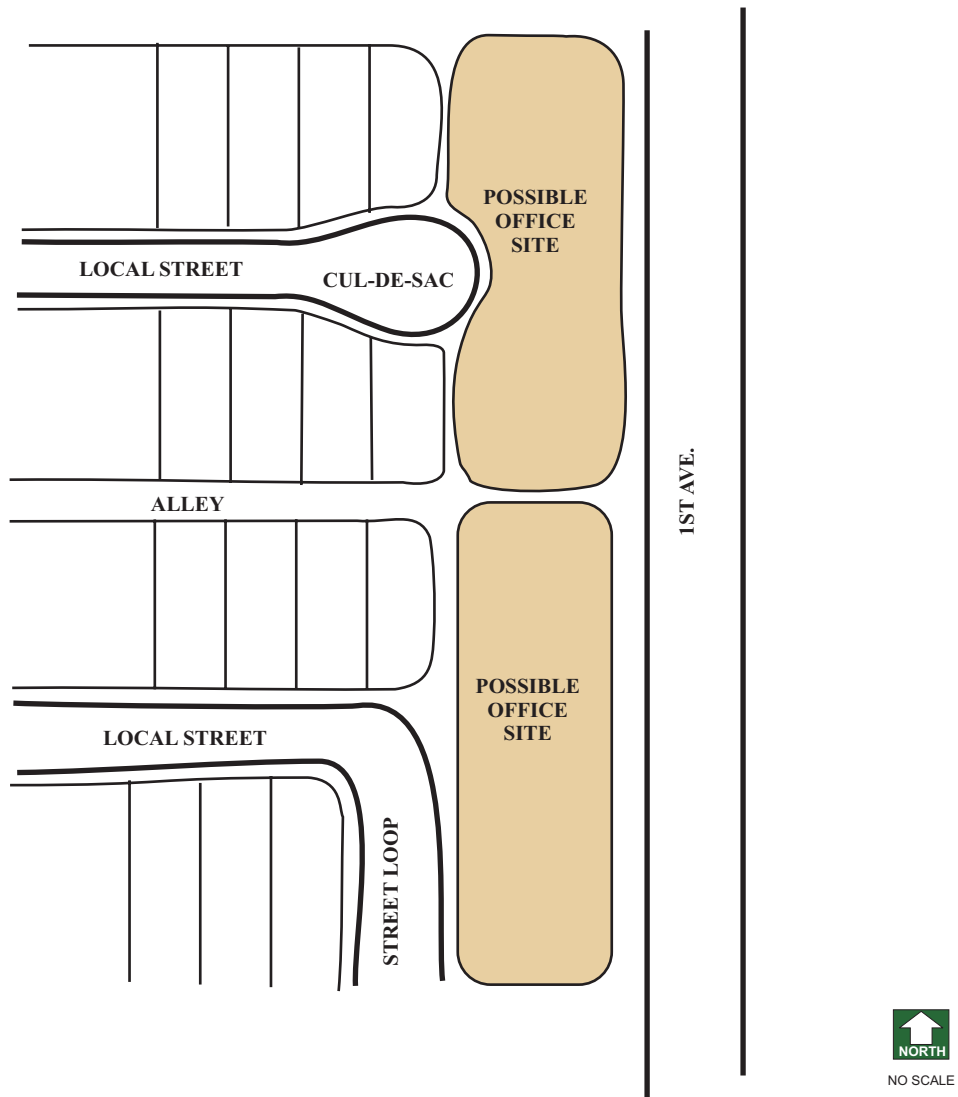 POSSIBLE
OFFICE
SITE
LOCAL STREET
CUL-DE-SAC
1ST AVE.
ALLEY
POSSIBLE
OFFICE
SITE
LOCAL STREET
STREET LOOP
NORTH
NO SCALE